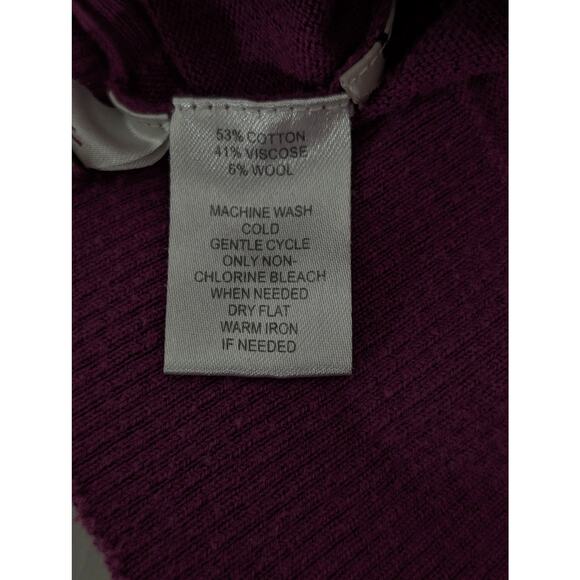 53% COTTON
41% VISCOSE
6% WOOL
MACHINE WASH
COLD
GENTLE CYCLE
ONLY NON-
CHLORINE BLEACH
WHEN NEEDED
DRY FLAT
WARM IRON
IF NEEDED